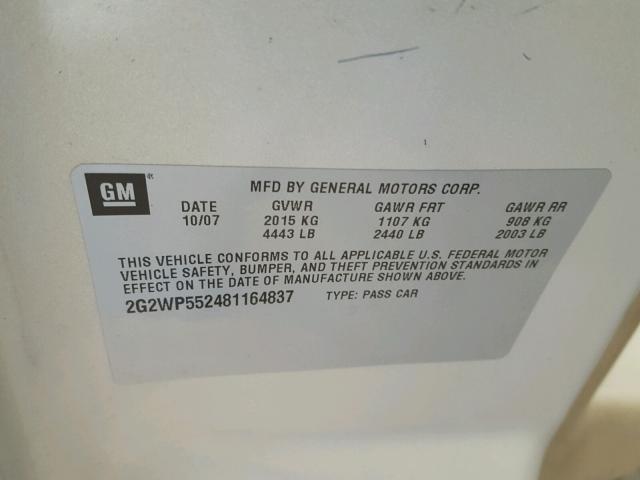 GM
MFD BY GENERAL MOTORS CORP.
DATE GVWR GAWR FRT GAWR RR
10/07 2015 KG 1107 KG 908 KG
4443 LB 2440 LB 2003 LB
THIS VEHICLE CONFORMS TO ALL APPLICABLE U.S. FEDERAL MOTOR
VEHICLE SAFETY, BUMPER, AND THEFT PREVENTION STANDARDS IN
EFFECT ON THE DATE OF MANUFACTURE SHOWN ABOVE.
2G2WP552481164837 TYPE: PASS CAR